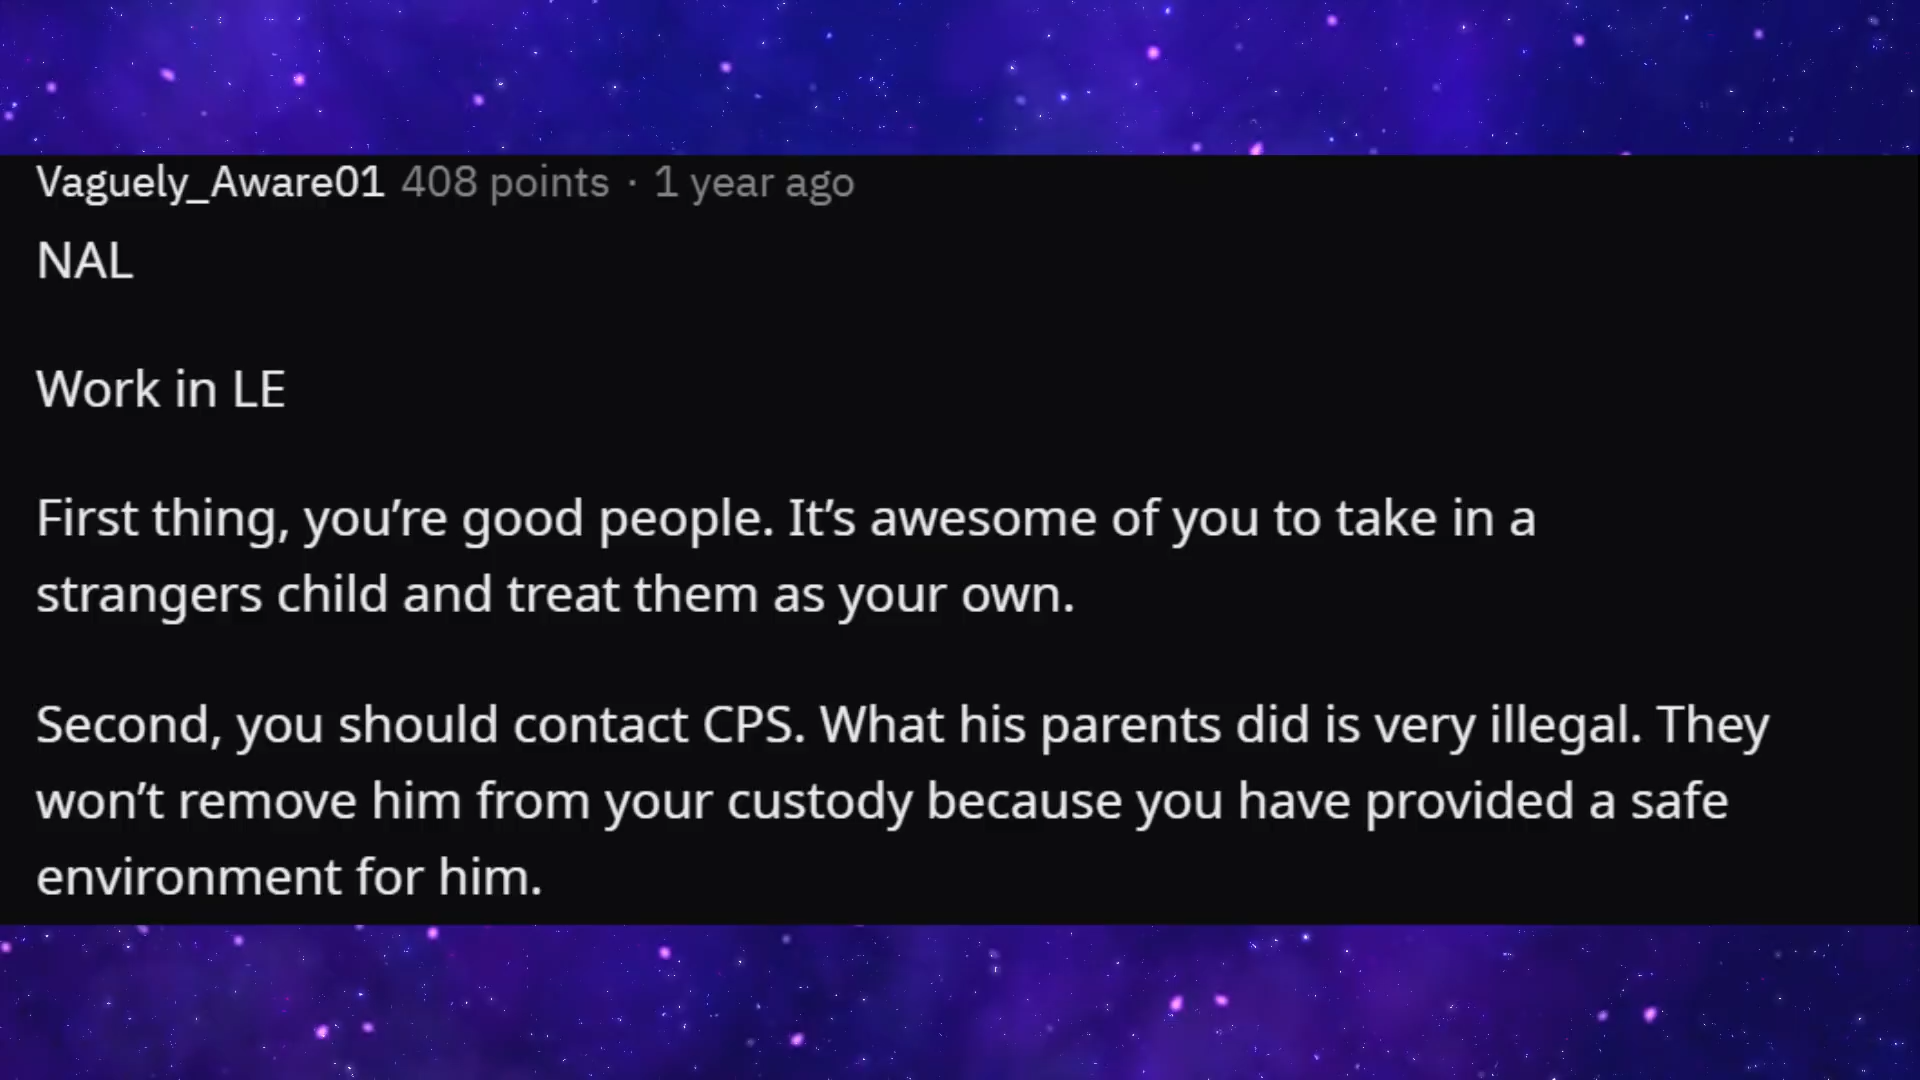 Vaguely_Aware01 408 points · 1 year ago
NAL
Work in LE
First thing, you’re good people. It’s awesome of you to take in a
strangers child and treat them as your own.
Second, you should contact CPS. What his parents did is very illegal. They
won’t remove him from your custody because you have provided a safe
environment for him.